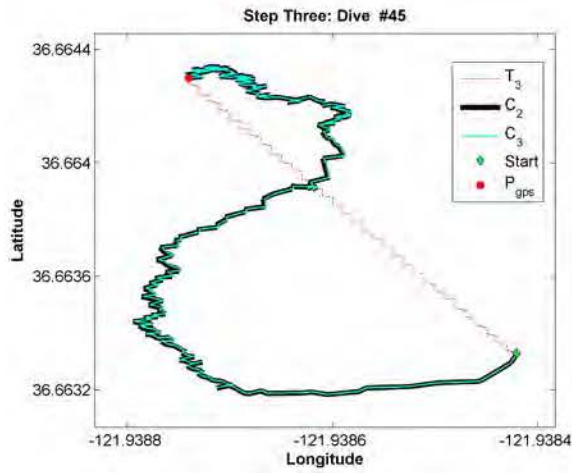 Step Three: Dive #45
36.6644
36.664
36.6636
36.6632
Latitude
T3
C2
C3
Start
Pgps
-121.9388
-121.9386
-121.9384
Longitude